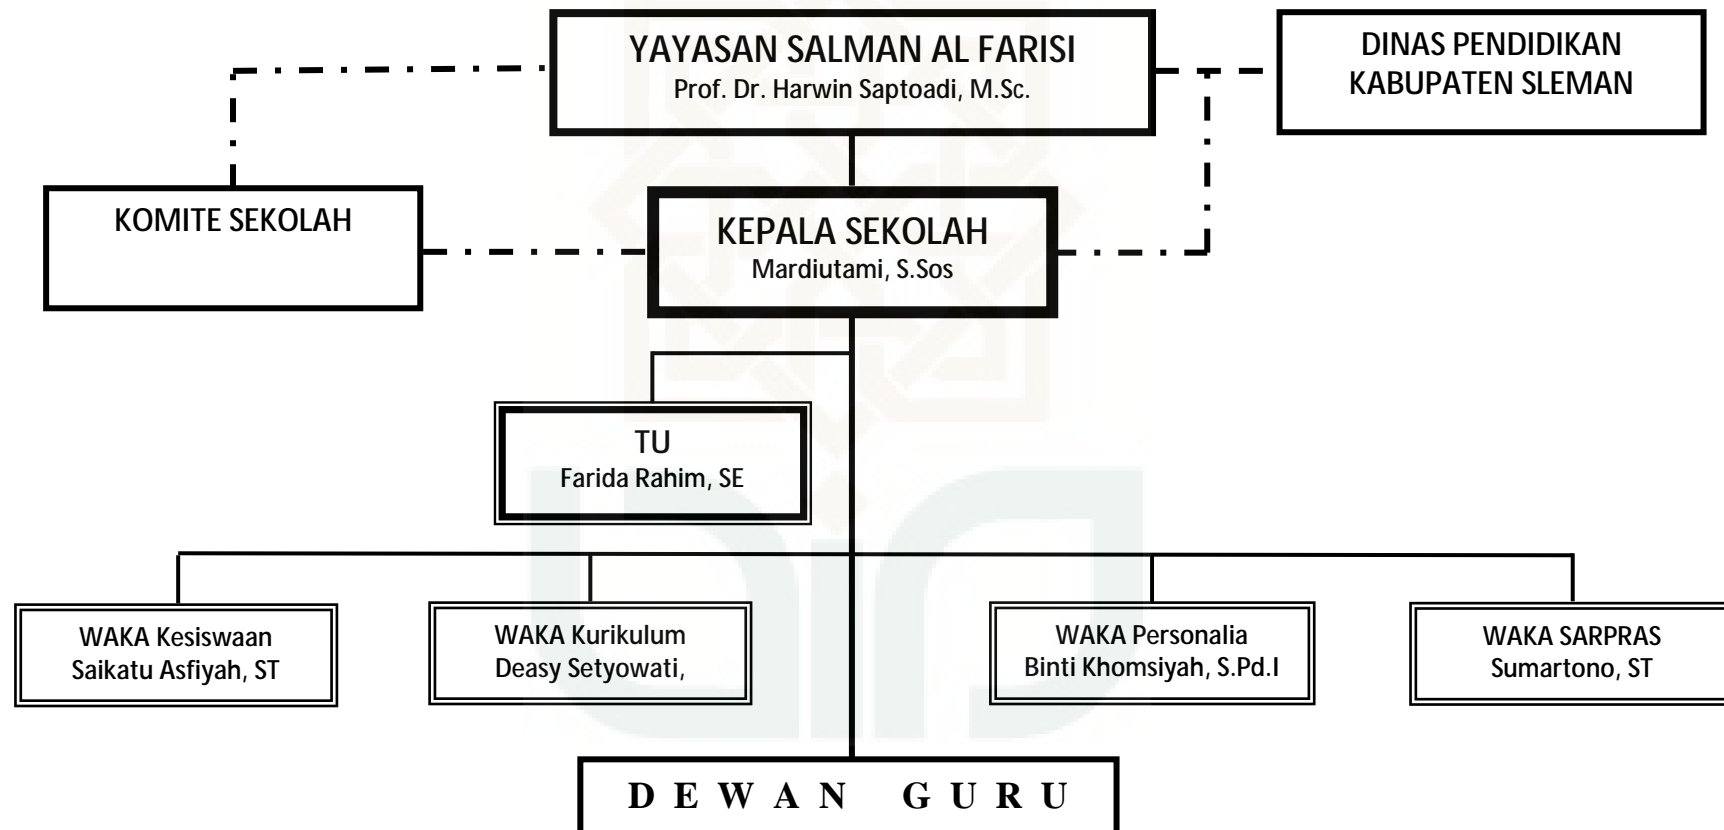 YAYASAN SALMAN AL FARISI
Prof. Dr. Harwin Saptoadi, M.Sc.
DINAS PENDIDIKAN
KABUPATEN SLEMAN
KOMITE SEKOLAH
KEPALA SEKOLAH
Mardiutami, S.Sos
TU
Farida Rahim, SE
WAKA Kesiswaan
Saikatu Asfiyah, ST
WAKA Kurikulum
Deasy Setyowati,
WAKA Personalia
Binti Khomsiyah, S.Pd.I
WAKA SARPRAS
Sumartono, ST
DEWAN GURU